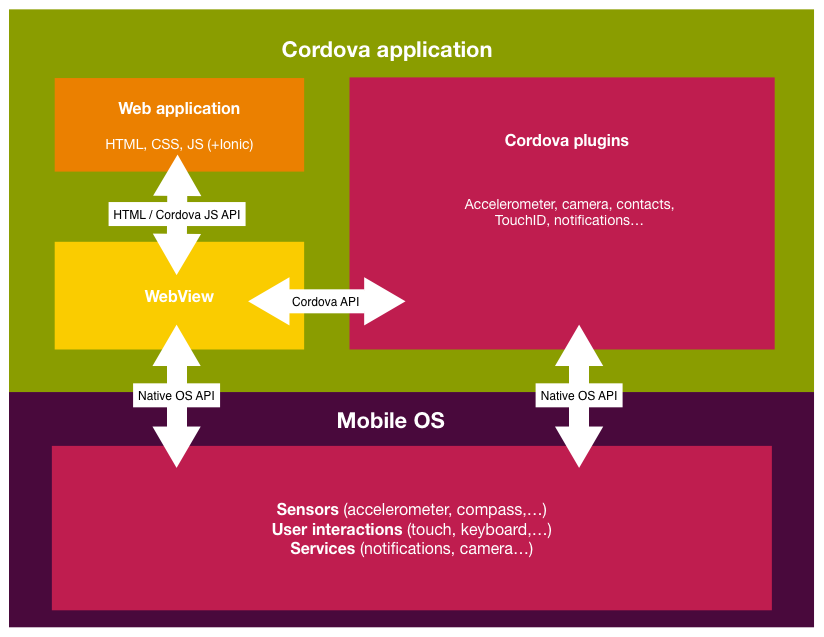 Cordova application
Web application
HTML, CSS, JS (+Ionic)
HTML / Cordova JS API
WebView
Cordova API
Cordova plugins
Accelerometer, camera, contacts,
TouchID, notifications…
Native OS API
Native OS API
Mobile OS
Sensors (accelerometer, compass,…)
User interactions (touch, keyboard,…)
Services (notifications, camera…)